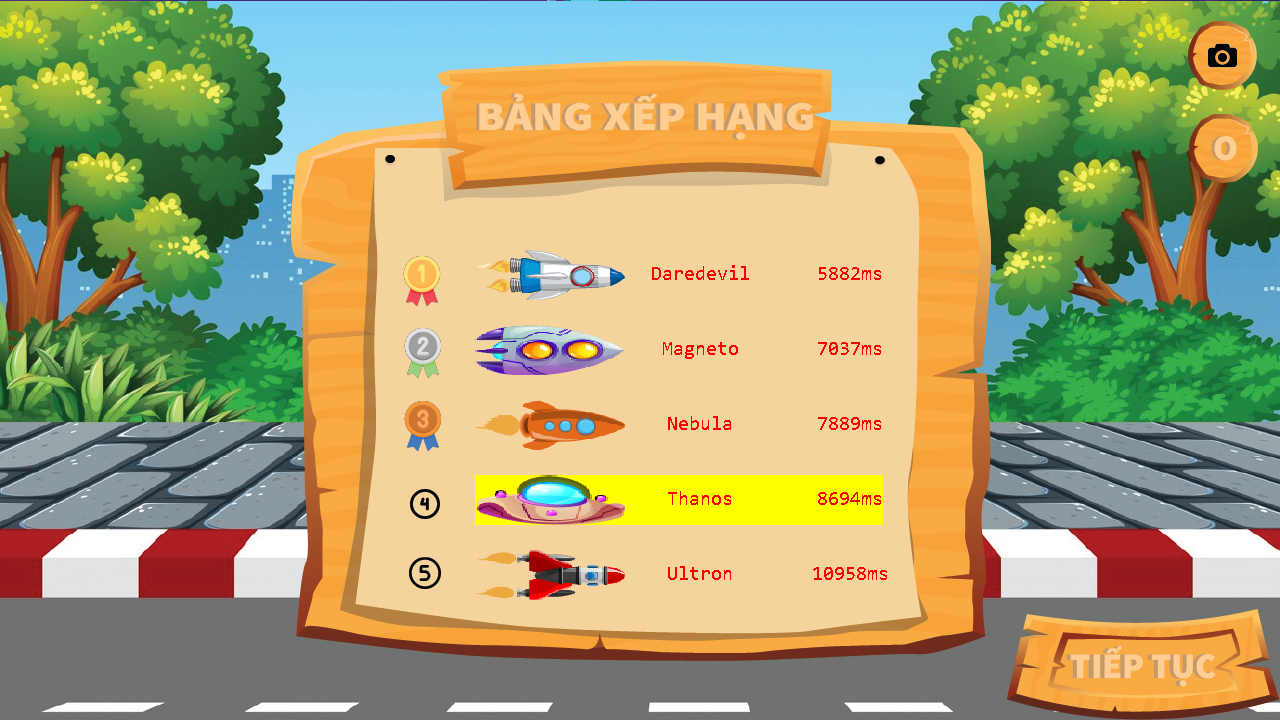 BẢNG XẾP HẠNG
O
1 Daredevil 5882ms
2 Magneto 7037ms
3 Nebula 7889ms
4 Thanos 8694ms
5 Ultron 10958ms
TIẾP TỤC